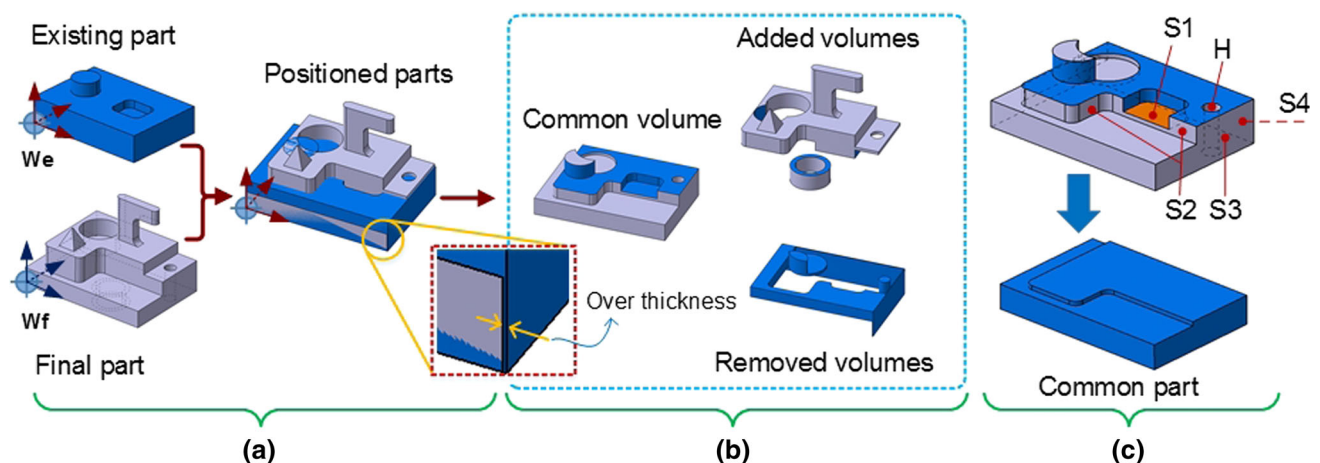 Existing part
We
Wf
Final part
Positioned parts
(a)
Added volumes
Common volume
Over thickness
Removed volumes
(b)
S1
H
S4
S2
S3
Common part
(c)